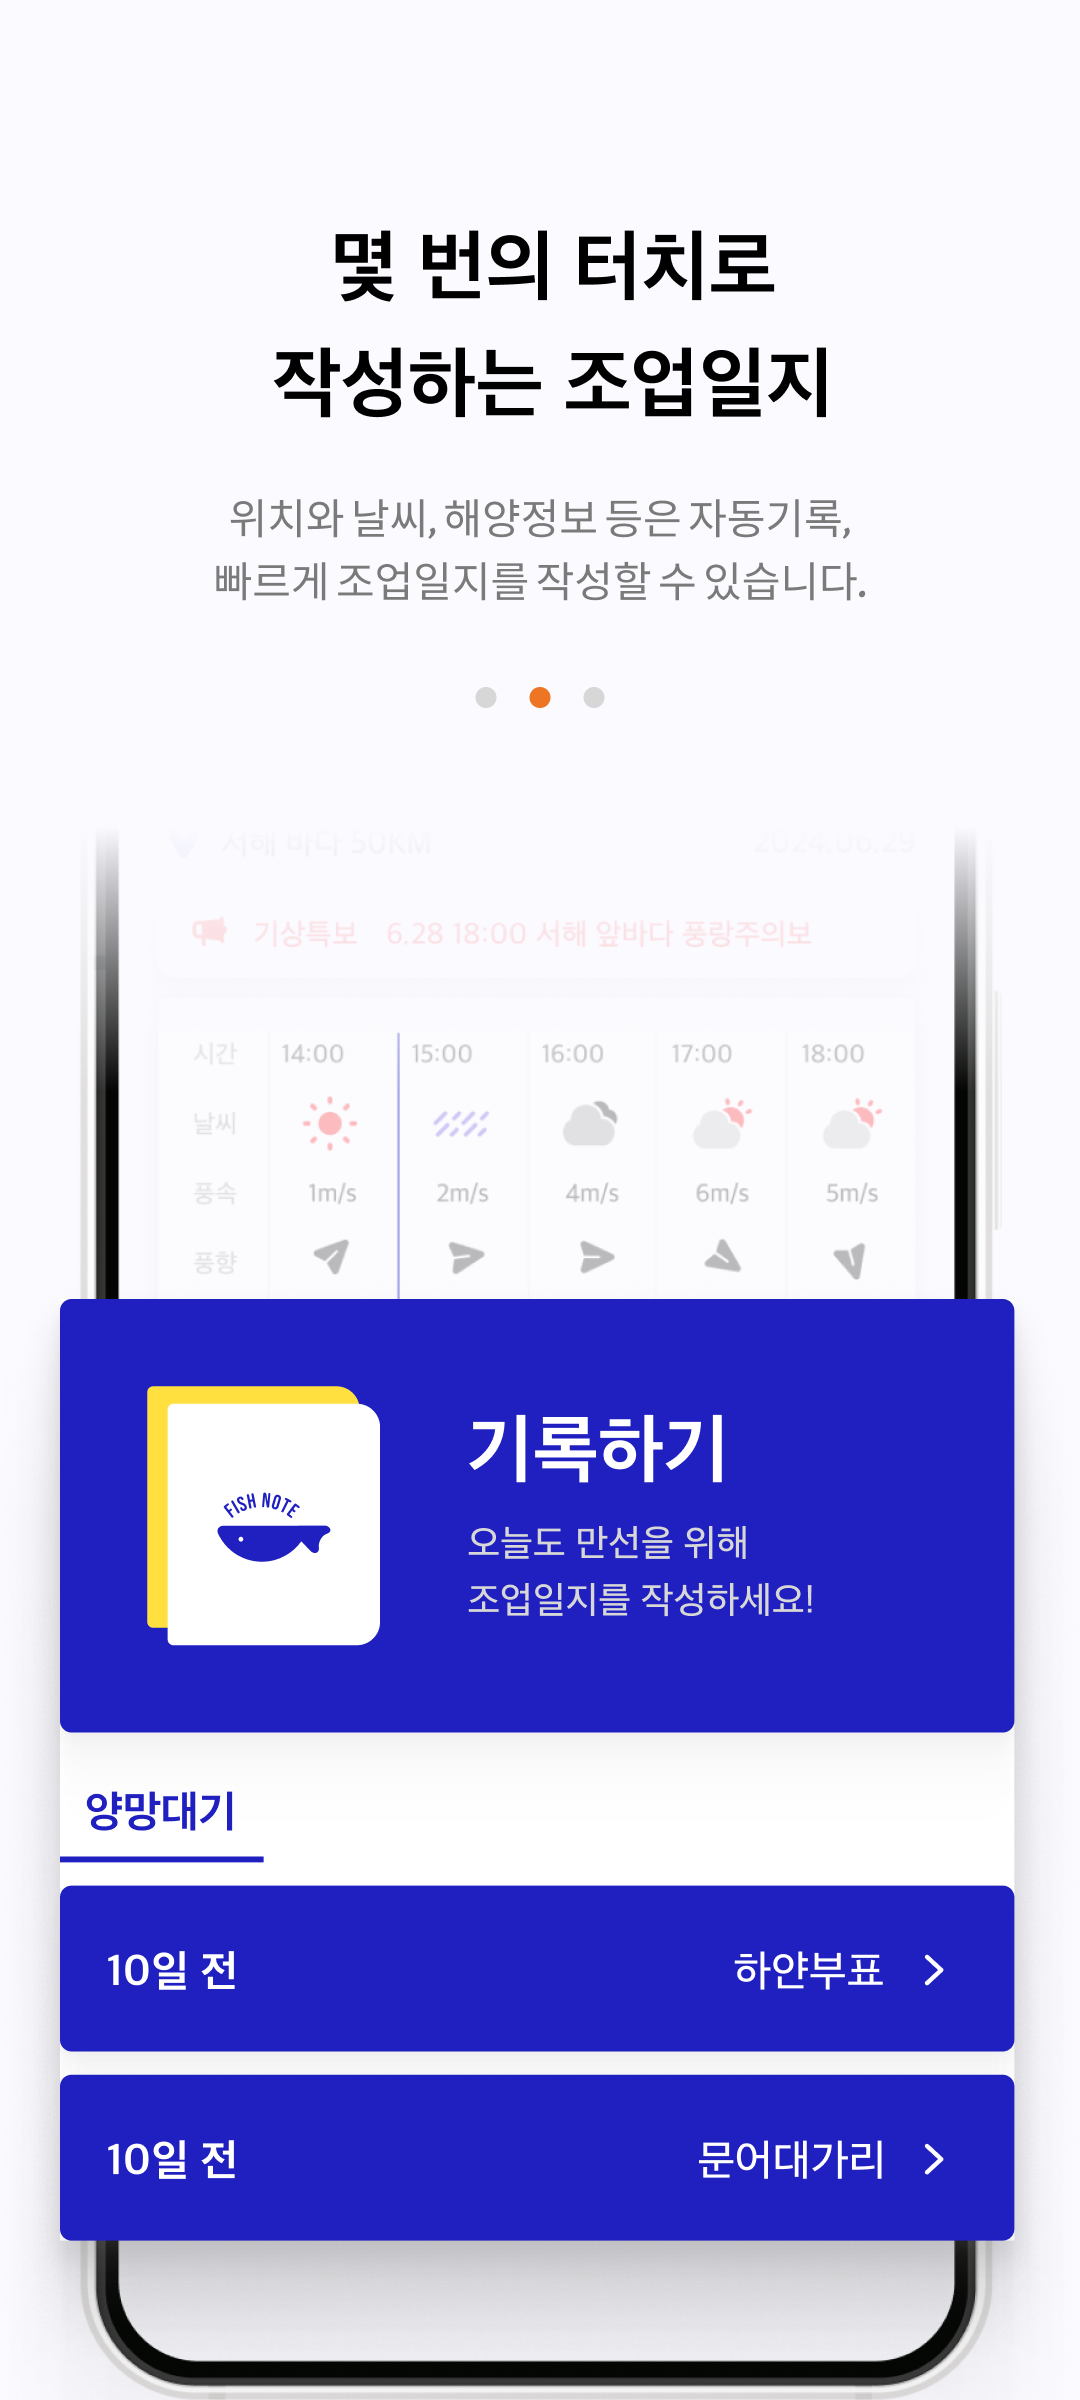 몇 번의 터치로
작성하는 조업일지
위치와 날씨, 해양정보 등은 자동기록,
빠르게 조업일지를 작성할 수 있습니다.
서해 바다 50KM 2024.06.29
기상특보 6.28 18:00 서해 앞바다 풍랑주의보
시간 14:00 15:00 16:00 17:00 18:00
날씨
풍속 1m/s 2m/s 4m/s 6m/s 5m/s
풍향
FISH NOTE
기록하기
오늘도 만선을 위해
조업일지를 작성하세요!
양망대기
10일 전 하얀부표
10일 전 문어대가리